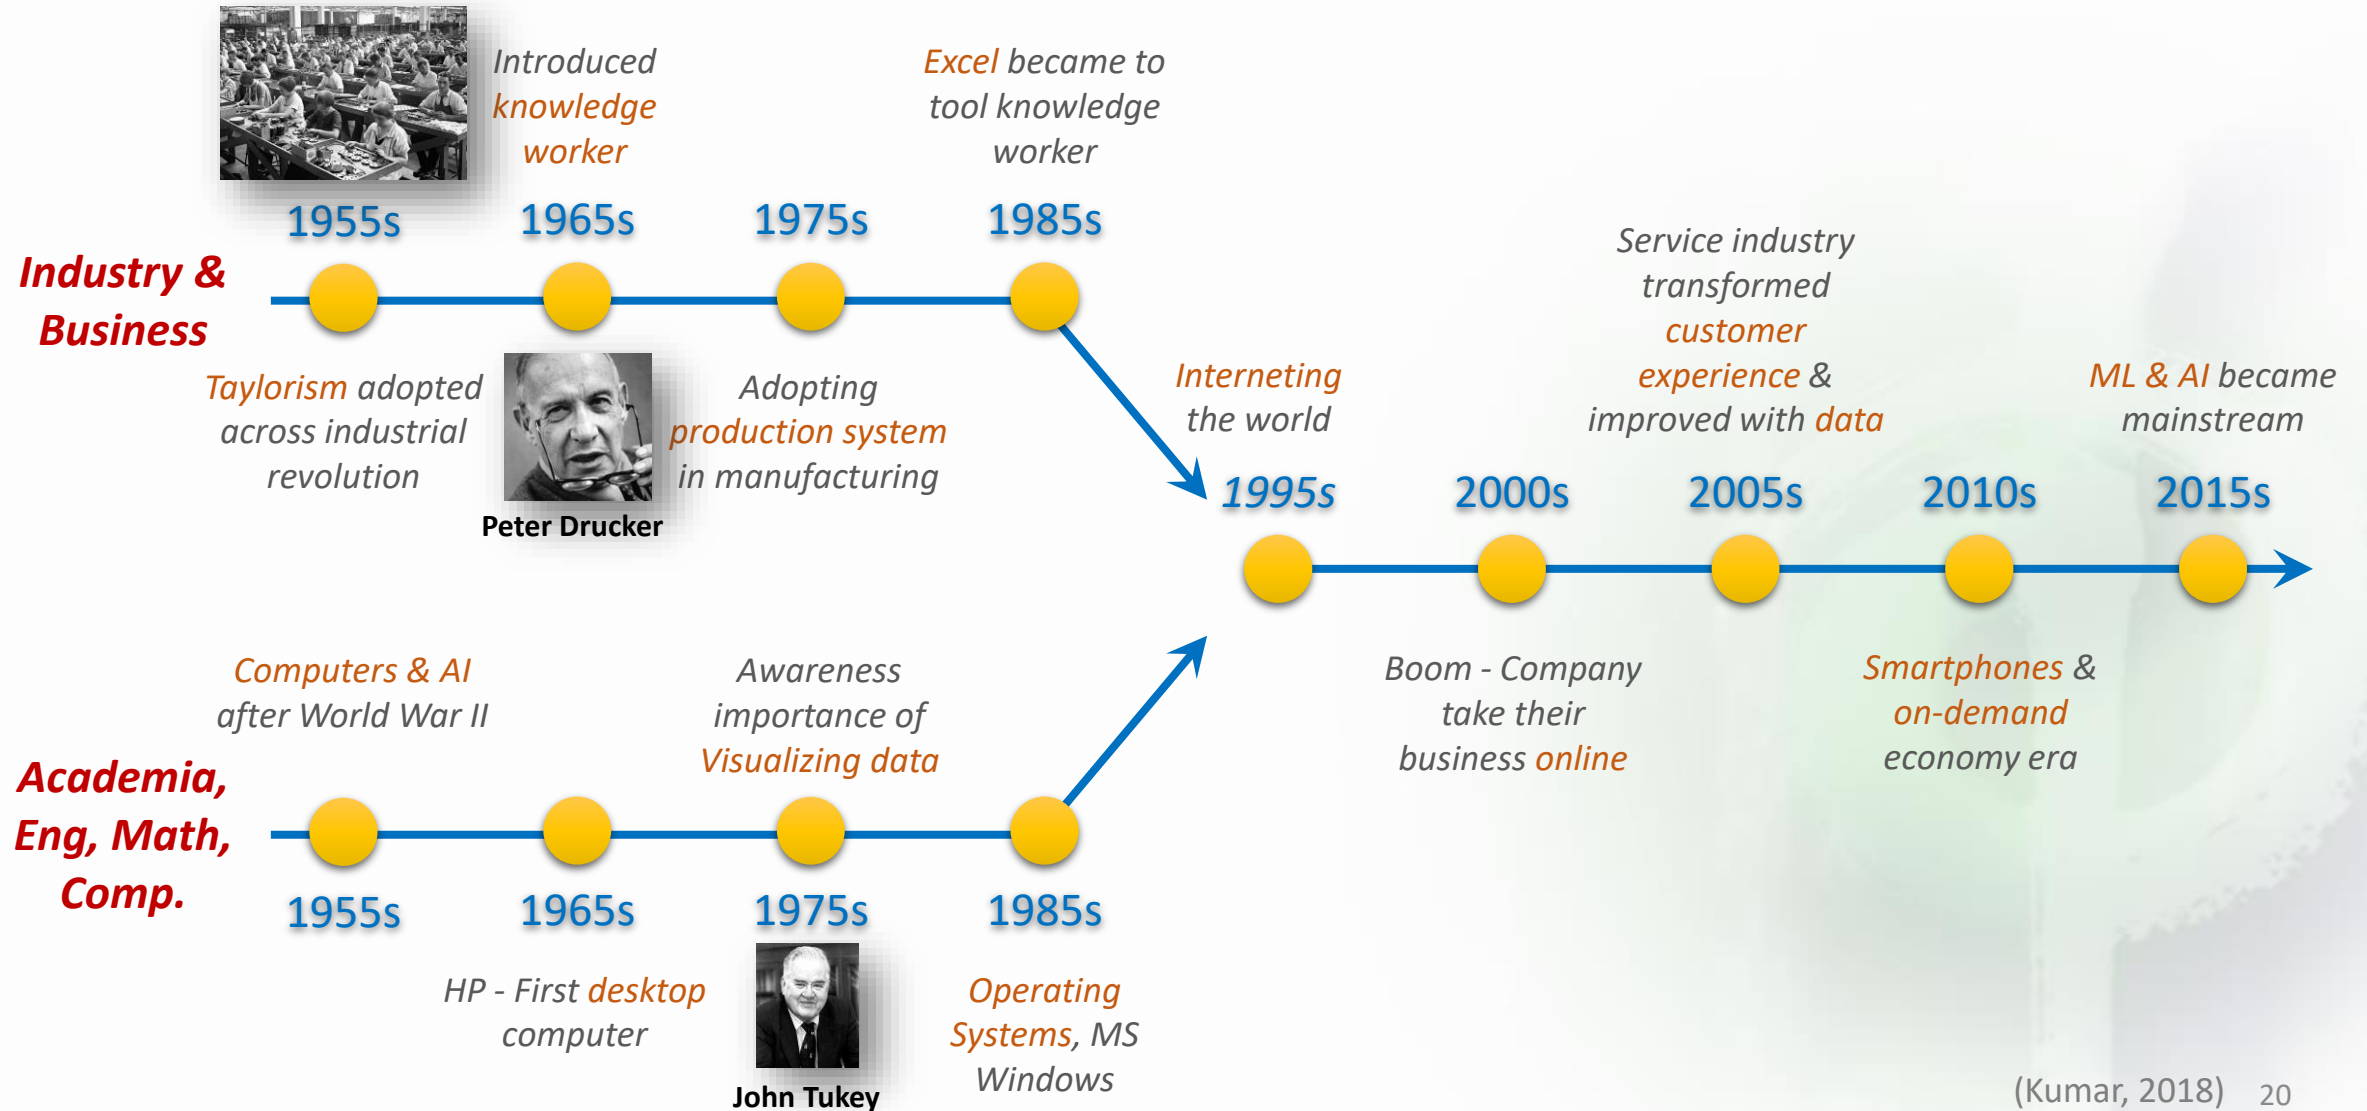 Introduced
knowledge
worker
Excel became to
tool knowledge
worker
1955s
1965s
1975s
1985s
Industry &
Business
Taylorism adopted
across industrial
revolution
Peter Drucker
Adopting
production system
in manufacturing
Computers & AI
after World War II
Awareness
importance of
Visualizing data
Academia,
Eng, Math,
Comp.
1955s
1965s
1975s
1985s
HP - First desktop
computer
John Tukey
Operating
Systems, MS
Windows
Interneting
the world
Service industry
transformed
customer
experience &
improved with data
ML & AI became
mainstream
1995s
2000s
2005s
2010s
2015s
Boom - Company
take their
business online
Smartphones &
on-demand
economy era
(Kumar, 2018)
20